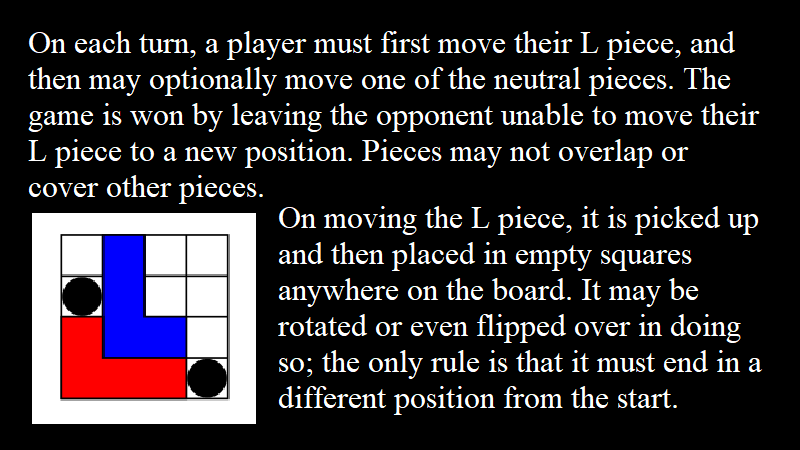 On each turn, a player must first move their L piece, and
then may optionally move one of the neutral pieces. The
game is won by leaving the opponent unable to move their
L piece to a new position. Pieces may not overlap or
cover other pieces.
On moving the L piece, it is picked up
and then placed in empty squares
anywhere on the board. It may be
rotated or even flipped over in doing
so; the only rule is that it must end in a
different position from the start.